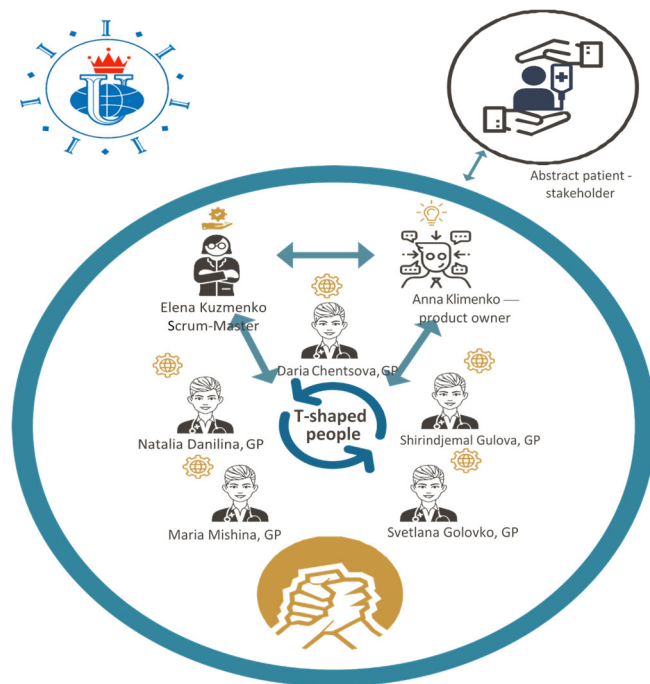 U
Abstract patient -
stakeholder
Elena Kuzmenko
Scrum-Master
Anna Klimenko —
product owner
Daria Chentsova, GP
T-shaped
people
Natalia Danilina, GP
Shirindjemal Gulova, GP
Maria Mishina, GP
Svetlana Golovko, GP